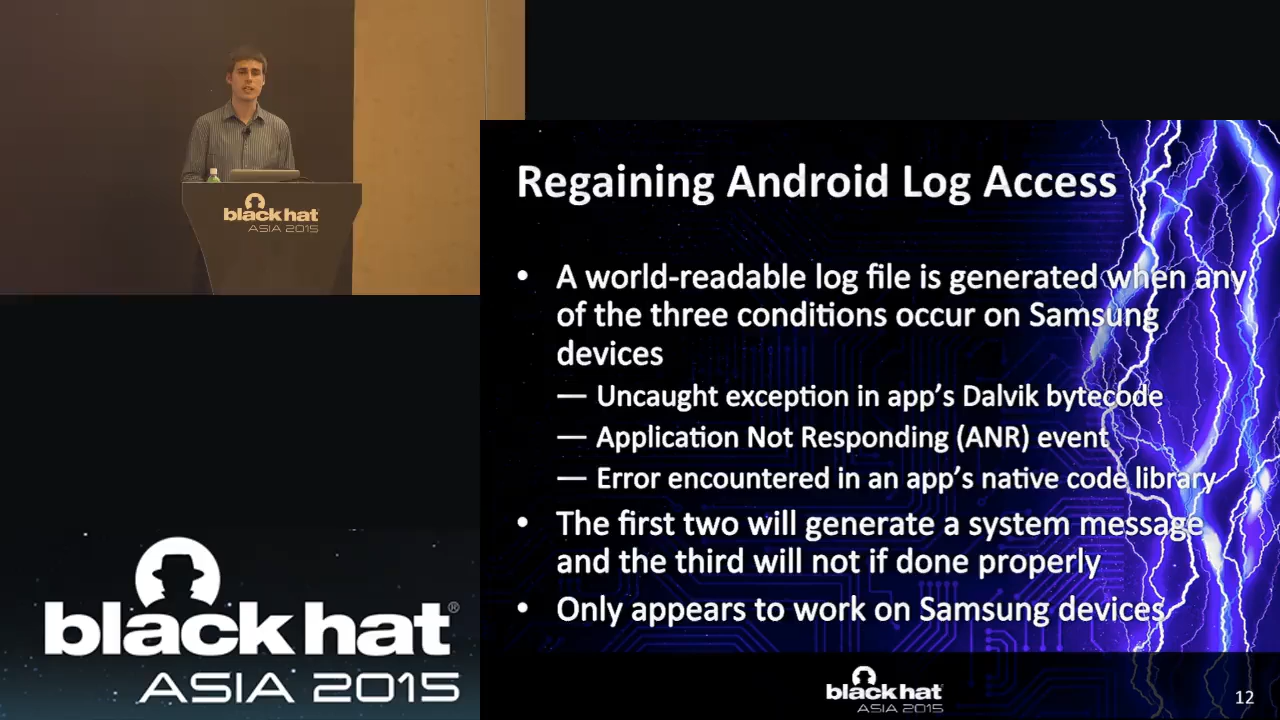 black hat
ASIA 2015
Regaining Android Log Access
• A world-readable log file is generated when any
of the three conditions occur on Samsung
devices
— Uncaught exception in app's Dalvik bytecode
— Application Not Responding (ANR) event
— Error encountered in an app's native code library
• The first two will generate a system message
and the third will not if done properly
• Only appears to work on Samsung devices
black hat®
ASIA 2015
black hat
ASIA 2015
12